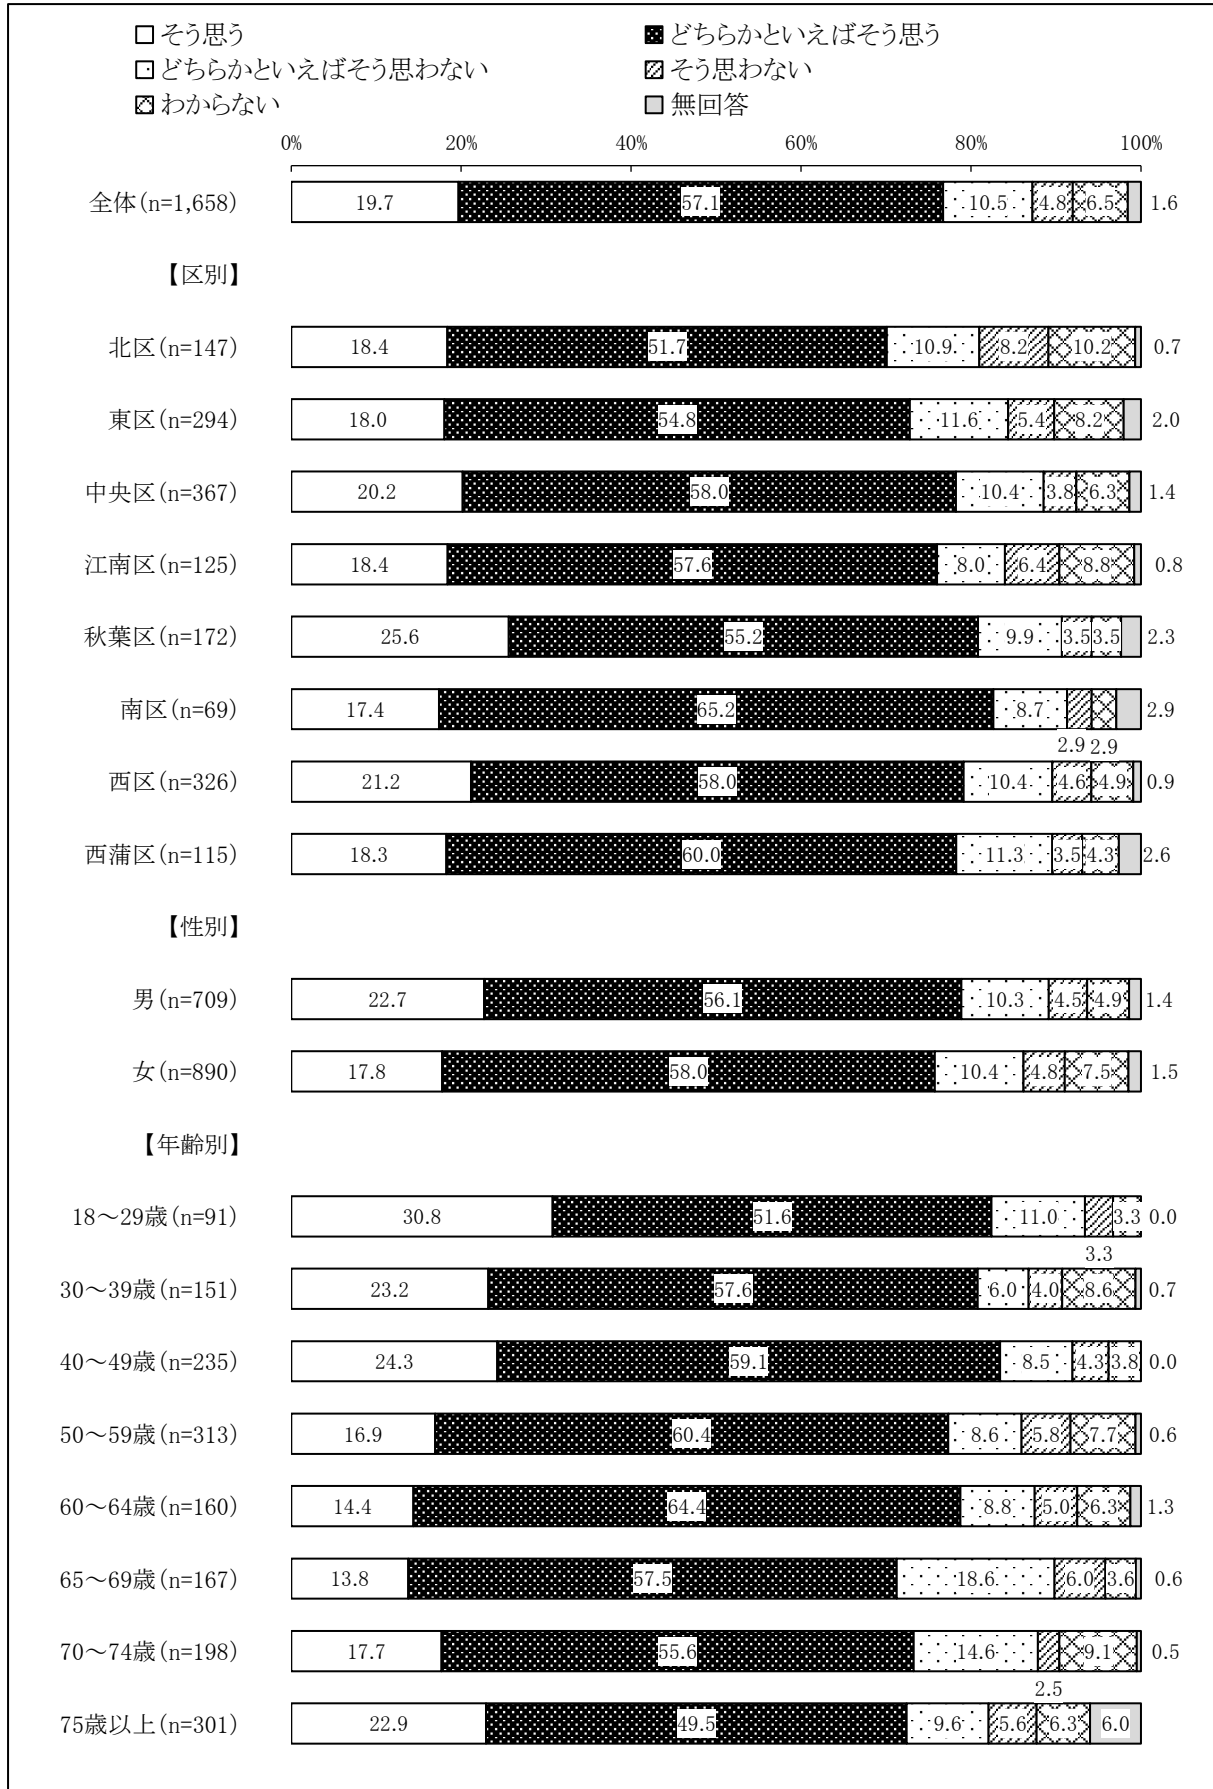 そう思う どちらかといえばそう思う
どちらかといえばそう思わない そう思わない
わからない 無回答
0% 20% 40% 60% 80% 100%
全体(n=1,658) 19.7 57.1 10.5 4.8 6.5 1.6
【区別】
北区(n=147) 18.4 51.7 10.9 8.2 10.2 0.7
東区(n=294) 18.0 54.8 11.6 5.4 8.2 2.0
中央区(n=367) 20.2 58.0 10.4 3.8 6.3 1.4
江南区(n=125) 18.4 57.6 8.0 6.4 8.8 0.8
秋葉区(n=172) 25.6 55.2 9.9 3.5 3.5 2.3
南区(n=69) 17.4 65.2 8.7 2.9
2.9 2.9
西区(n=326) 21.2 58.0 10.4 4.6 4.9 0.9
西蒲区(n=115) 18.3 60.0 11.3 3.5 4.3 2.6
【性別】
男(n=709) 22.7 56.1 10.3 4.5 4.9 1.4
女(n=890) 17.8 58.0 10.4 4.8 7.5 1.5
【年齢別】
18～29歳(n=91) 30.8 51.6 11.0 3.3 0.0
3.3
30～39歳(n=151) 23.2 57.6 6.0 4.0 8.6 0.7
40～49歳(n=235) 24.3 59.1 8.5 4.3 3.8 0.0
50～59歳(n=313) 16.9 60.4 8.6 5.8 7.7 0.6
60～64歳(n=160) 14.4 64.4 8.8 5.0 6.3 1.3
65～69歳(n=167) 13.8 57.5 18.6 6.0 3.6 0.6
70～74歳(n=198) 17.7 55.6 14.6 9.1 0.5
2.5
75歳以上(n=301) 22.9 49.5 9.6 5.6 6.3 6.0